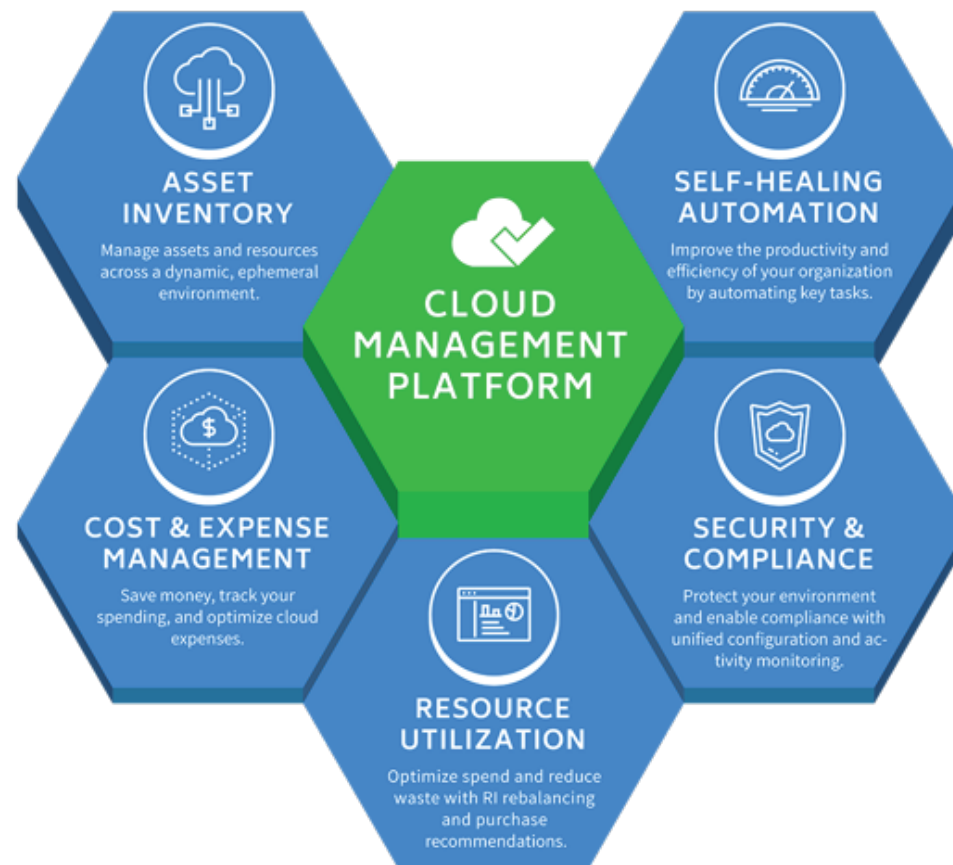 ASSET
INVENTORY
Manage assets and resources
across a dynamic, ephemeral
environment.
SELF-HEALING
AUTOMATION
Improve the productivity and
efficiency of your organization
by automating key tasks.
CLOUD
MANAGEMENT
PLATFORM
$
COST & EXPENSE
MANAGEMENT
Save money, track your
spending, and optimize cloud
expenses.
SECURITY &
COMPLIANCE
Protect your environment
and enable compliance with
unified configuration and ac-
tivity monitoring.
RESOURCE
UTILIZATION
Optimize spend and reduce
waste with RI rebalancing
and purchase
recommendations.